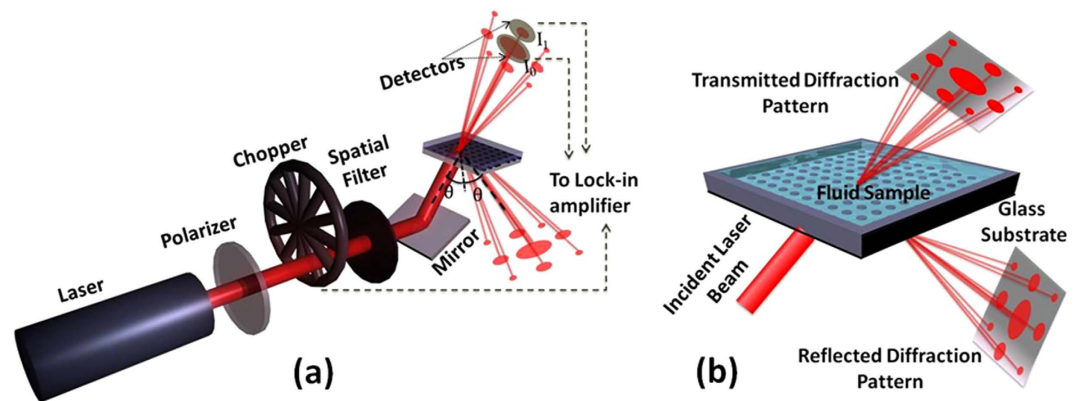 Detectors
I₁
I₀
Chopper
Spatial
Filter
Polarizer
Laser
Mirror
θ
θ
To Lock-in
amplifier
(a)
Transmitted Diffraction
Pattern
Fluid Sample
Glass
Substrate
Incident Laser
Beam
Reflected Diffraction
Pattern
(b)